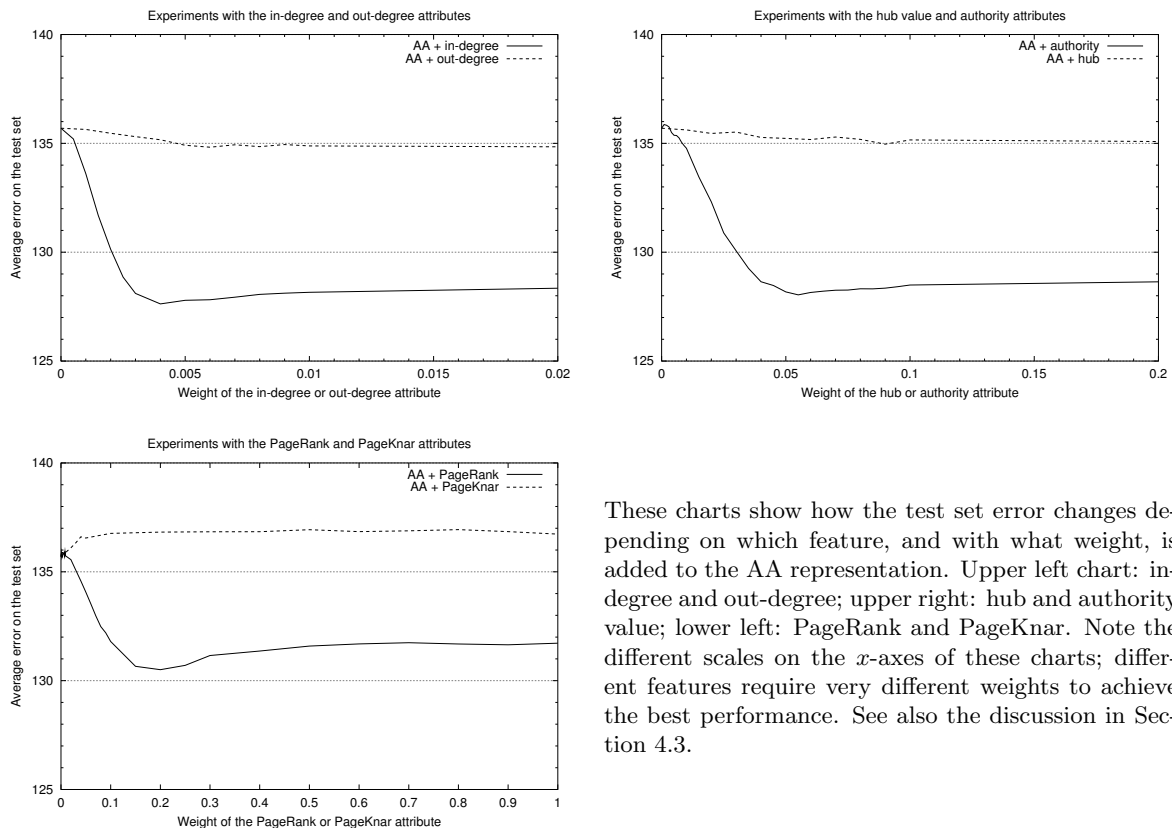 Experiments with the in-degree and out-degree attributes
140
135
130
125
Average error on the test set
AA + in-degree
AA + out-degree
0 0.005 0.01 0.015 0.02
Weight of the in-degree or out-degree attribute
Experiments with the hub value and authority attributes
140
135
130
125
Average error on the test set
AA + authority
AA + hub
0 0.05 0.1 0.15 0.2
Weight of the hub or authority attribute
Experiments with the PageRank and PageKnar attributes
140
135
130
125
Average error on the test set
AA + PageRank
AA + PageKnar
0 0.1 0.2 0.3 0.4 0.5 0.6 0.7 0.8 0.9 1
Weight of the PageRank or PageKnar attribute
These charts show how the test set error changes de-
pending on which feature, and with what weight, is
added to the AA representation. Upper left chart: in-
degree and out-degree; upper right: hub and authority
value; lower left: PageRank and PageKnar. Note the
different scales on the x-axes of these charts; differ-
ent features require very different weights to achieve
the best performance. See also the discussion in Sec-
tion 4.3.